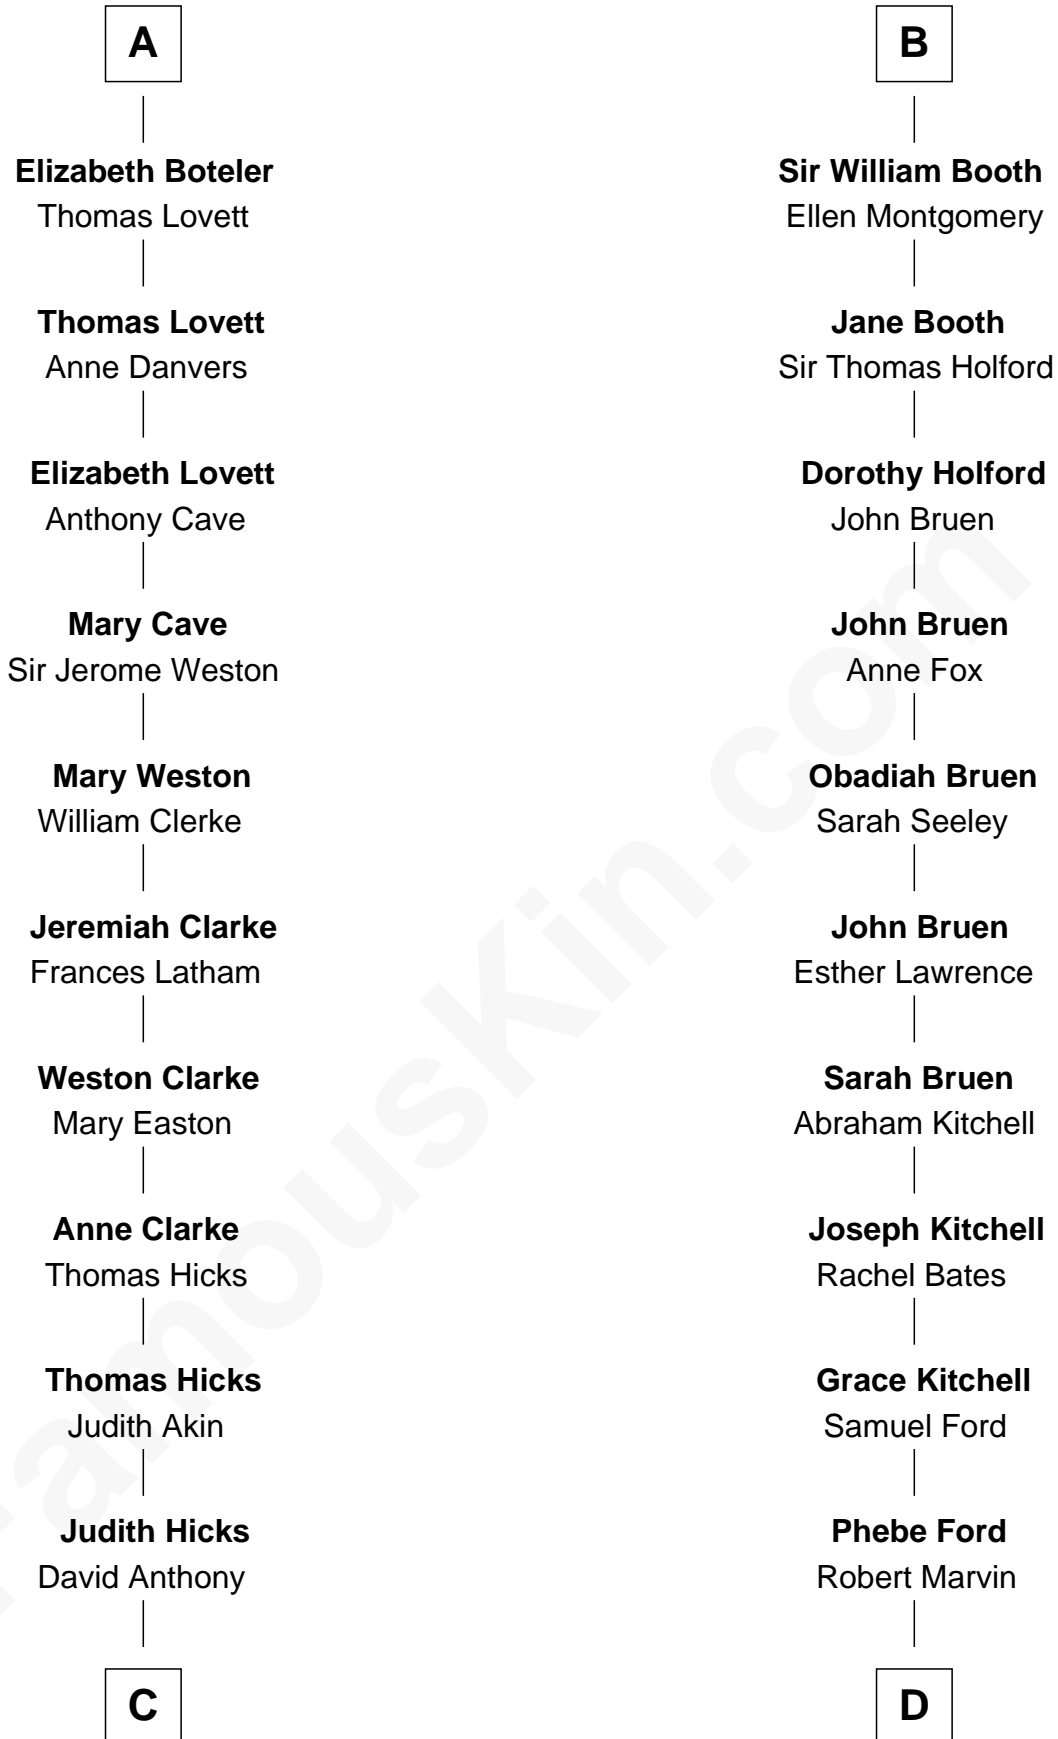 A
Elizabeth Boteler
Thomas Lovett
Thomas Lovett
Anne Danvers
Elizabeth Lovett
Anthony Cave
Mary Cave
Sir Jerome Weston
Mary Weston
William Clerke
Jeremiah Clarke
Frances Latham
Weston Clarke
Mary Easton
Anne Clarke
Thomas Hicks
Thomas Hicks
Judith Akin
Judith Hicks
David Anthony
C
B
Sir William Booth
Ellen Montgomery
Jane Booth
Sir Thomas Holford
Dorothy Holford
John Bruen
John Bruen
Anne Fox
Obadiah Bruen
Sarah Seeley
John Bruen
Esther Lawrence
Sarah Bruen
Abraham Kitchell
Joseph Kitchell
Rachel Bates
Grace Kitchell
Samuel Ford
Phebe Ford
Robert Marvin
D
FamousKin.com